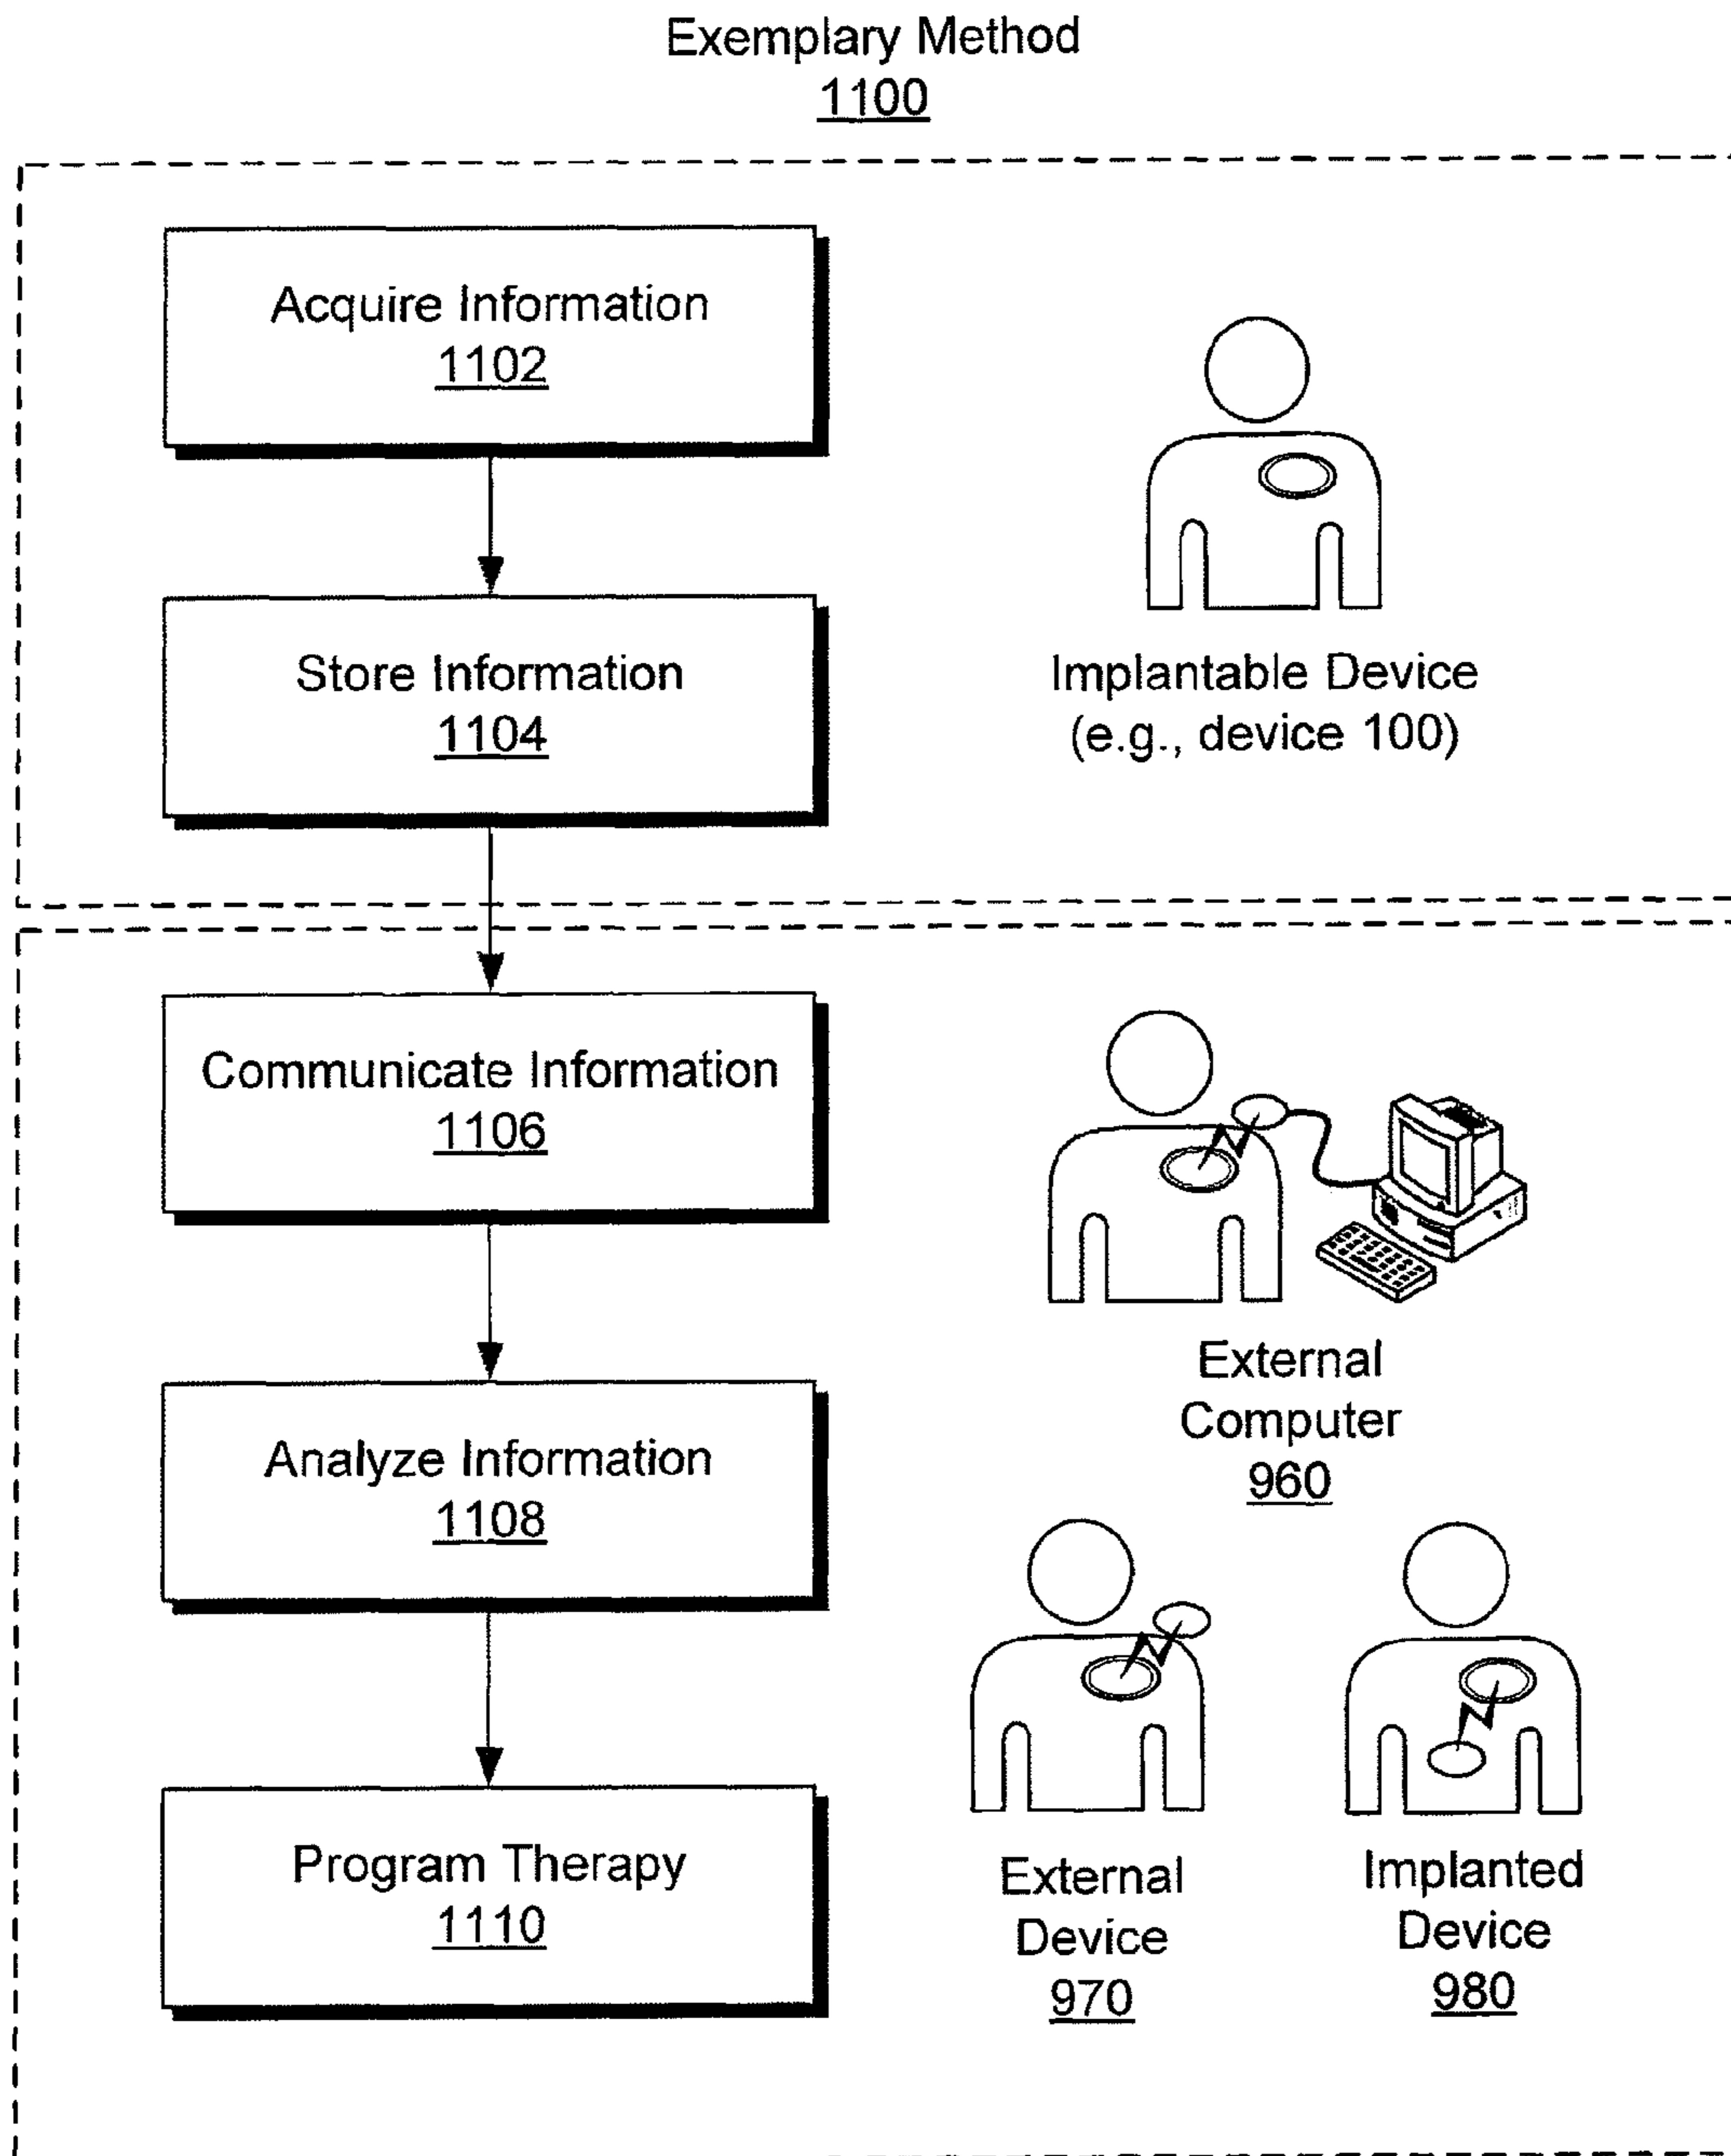 Exemplary Method
1100
Acquire Information
1102
Store Information
1104
Implantable Device
(e.g., device 100)
Communicate Information
1106
External
Computer
960
Analyze Information
1108
Program Therapy
1110
External
Device
970
Implanted
Device
980